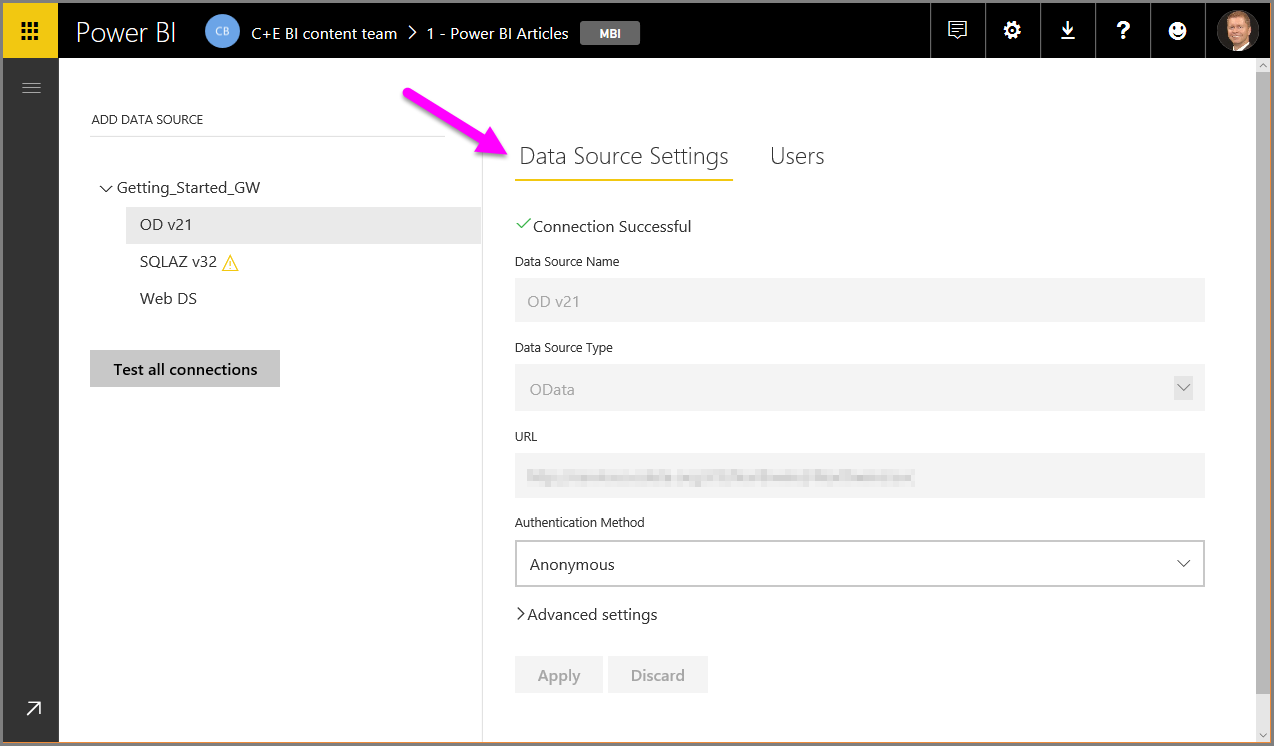 Power BI
CB
C+E BI content team > 1 - Power BI Articles
MBI
?
ADD DATA SOURCE
Getting_Started_GW
OD v21
SQLAZ v32
Web DS
Test all connections
Data Source Settings
Users
Connection Successful
Data Source Name
OD v21
Data Source Type
OData
URL
Authentication Method
Anonymous
Advanced settings
Apply
Discard